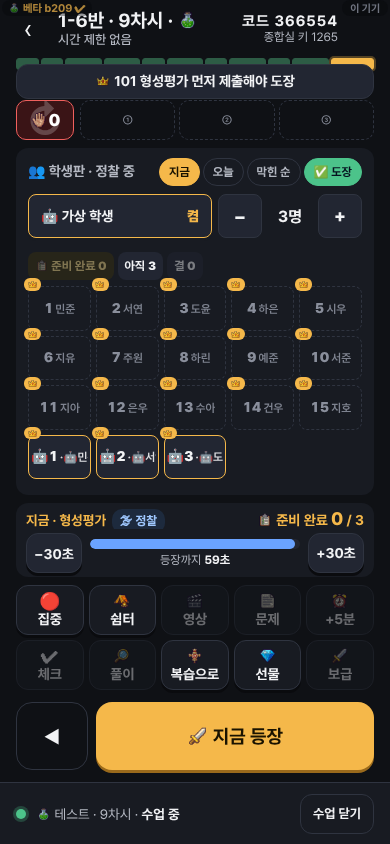 베타 b209 ✔
이 기기
‹ 1-6반 · 9차시 ·
코드 366554
시간 제한 없음
종합실 키 1265
101 형성평가 먼저 제출해야 도장
0 ① ② ③
학생판 · 정찰 중
지금 오늘 막힌 순 ✅ 도장
가상 학생 켬 − 3명 +
준비 완료 0 아직 3 결 0
1 민준 2 서연 3 도윤 4 하은 5 시우
6 지유 7 주원 8 하린 9 예준 10 서준
11 지아 12 은우 13 수아 14 건우 15 지호
1 · 민 2 · 서 3 · 도
지금 · 형성평가 정찰 준비 완료 0 / 3
−30초 +30초
등장까지 59초
집중 쉼터 영상 문제 +5분
체크 풀이 복습으로 선물 보급
◀ 지금 등장
테스트 · 9차시 · 수업 중 수업 닫기